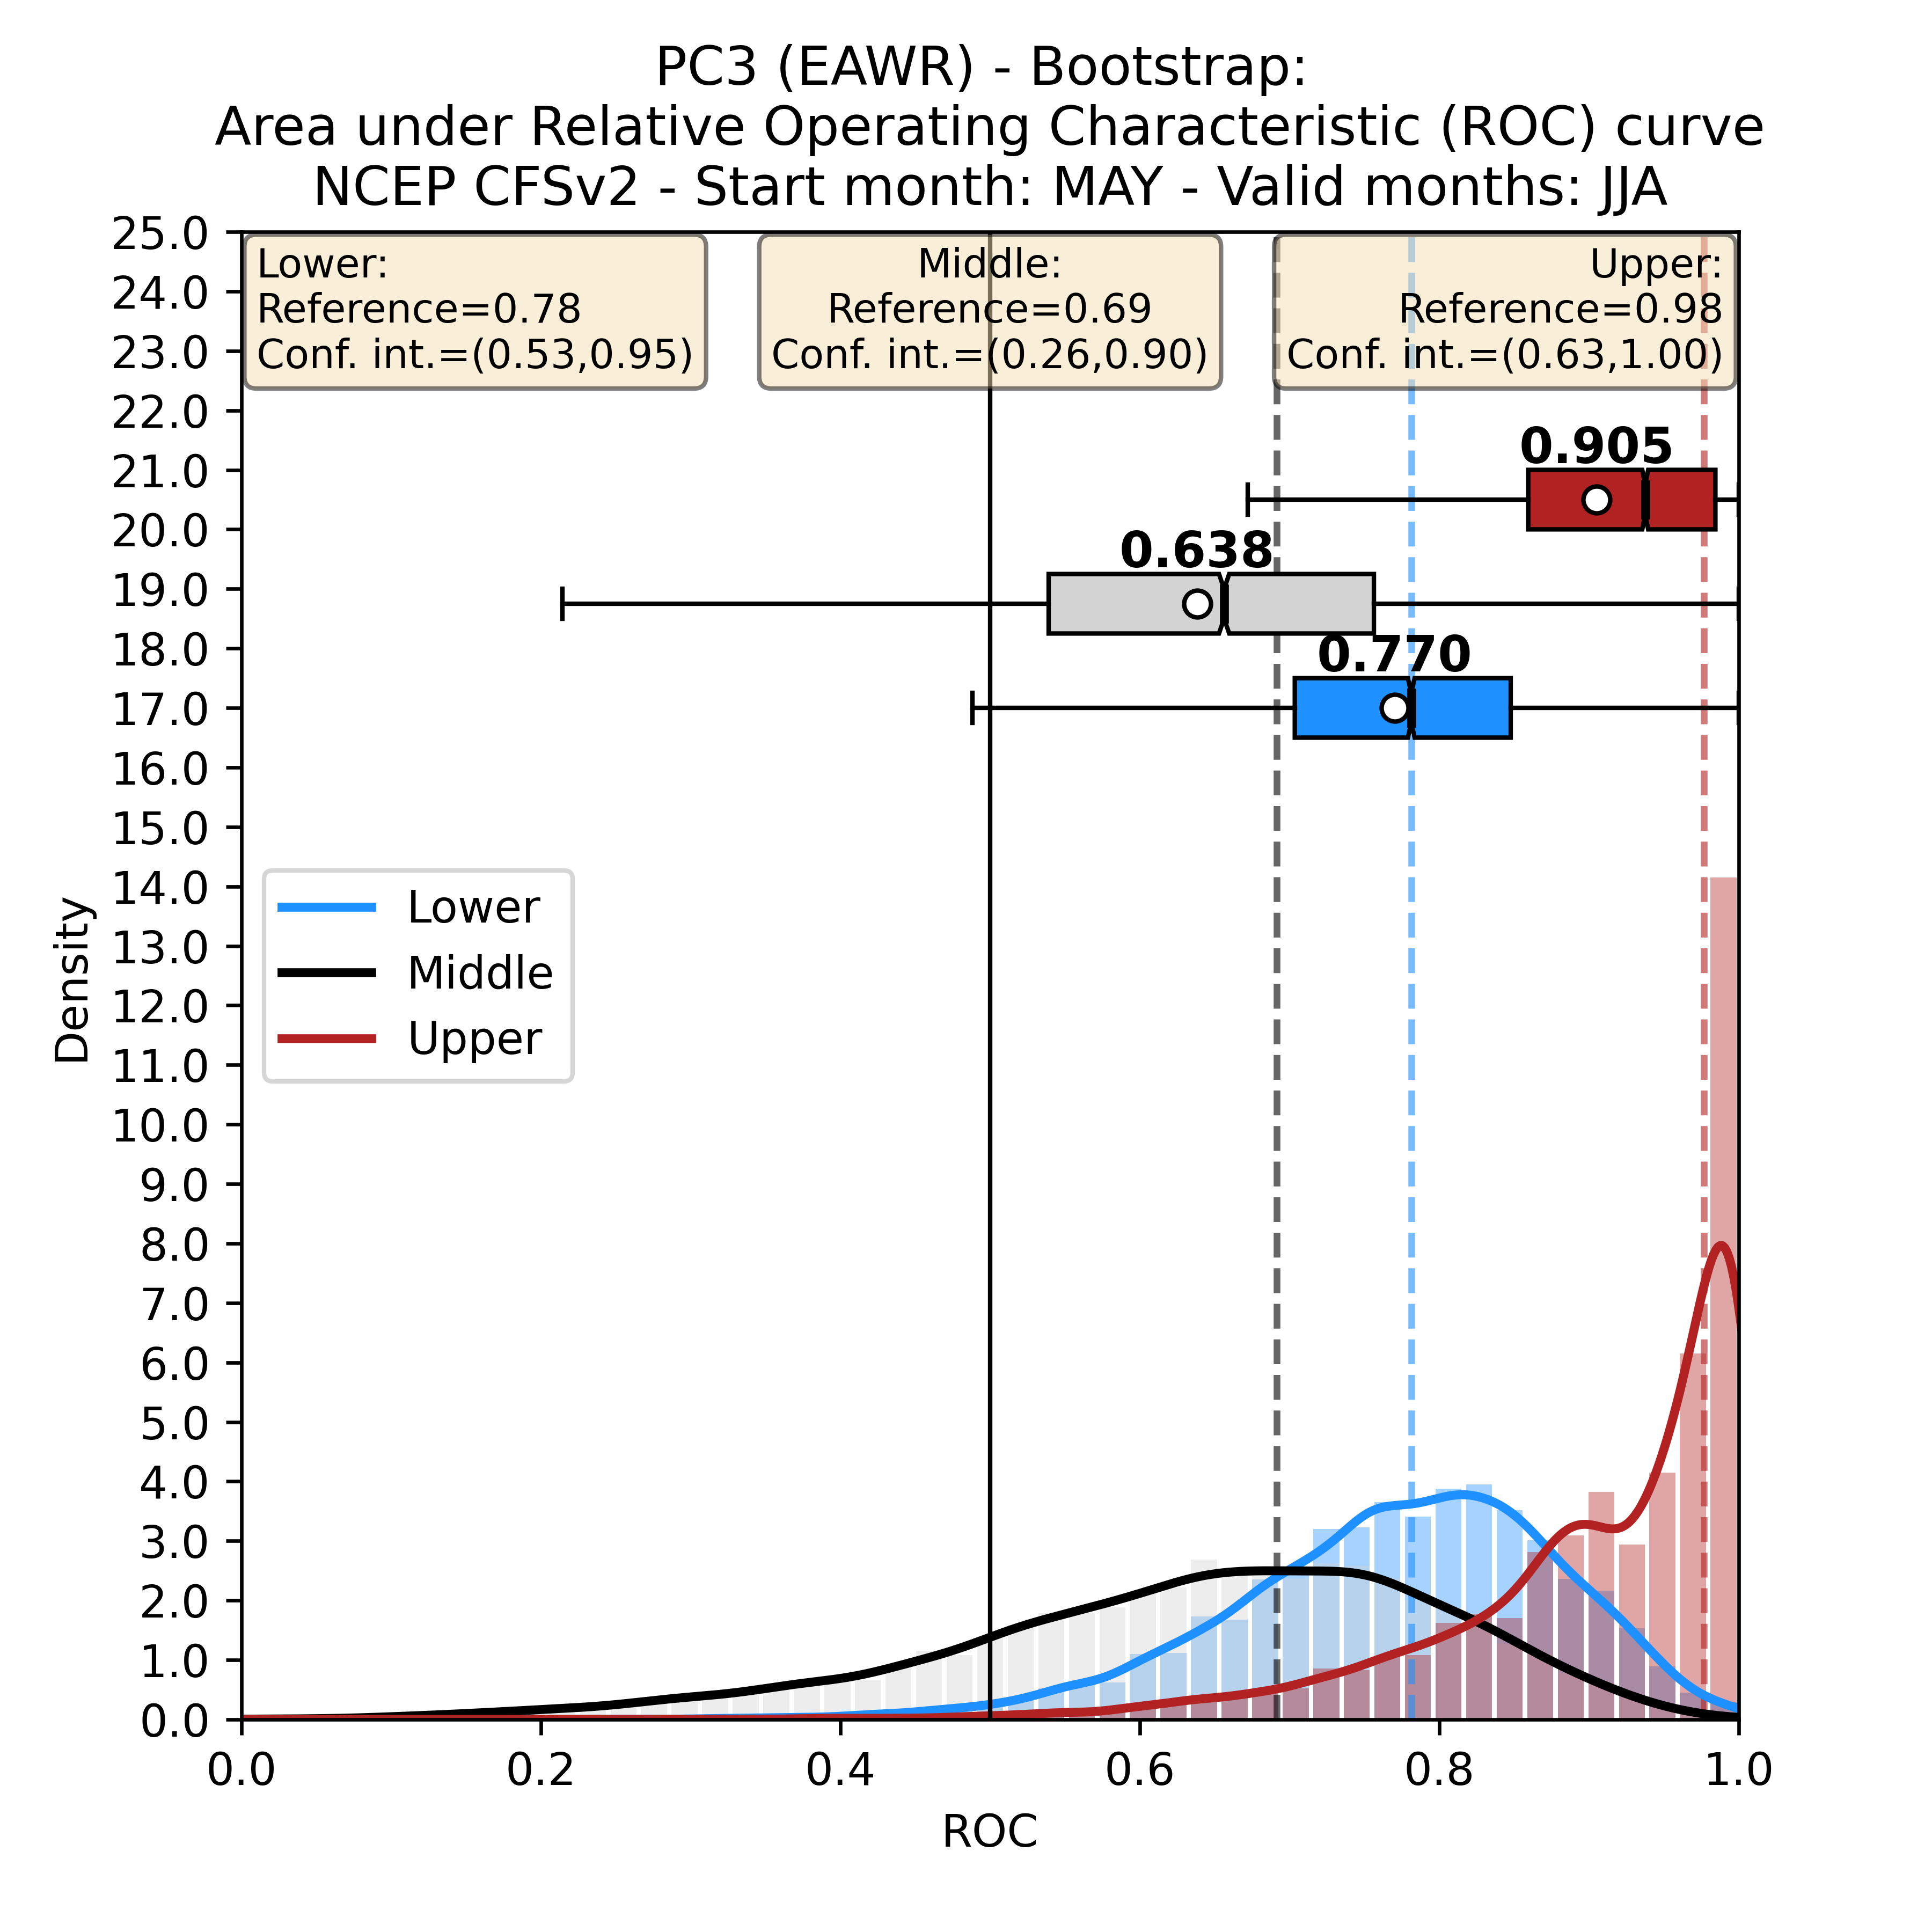 PC3 (EAWR) - Bootstrap:
Area under Relative Operating Characteristic (ROC) curve
NCEP CFSv2 - Start month: MAY - Valid months: JJA
Lower:
Reference=0.78
Conf. int.=(0.53,0.95)
Middle:
Reference=0.69
Conf. int.=(0.26,0.90)
Upper:
Reference=0.98
Conf. int.=(0.63,1.00)
0.905
0.638
0.770
Lower
Middle
Upper
Density
25.0
24.0
23.0
22.0
21.0
20.0
19.0
18.0
17.0
16.0
15.0
14.0
13.0
12.0
11.0
10.0
9.0
8.0
7.0
6.0
5.0
4.0
3.0
2.0
1.0
0.0
0.0 0.2 0.4 0.6 0.8 1.0
ROC